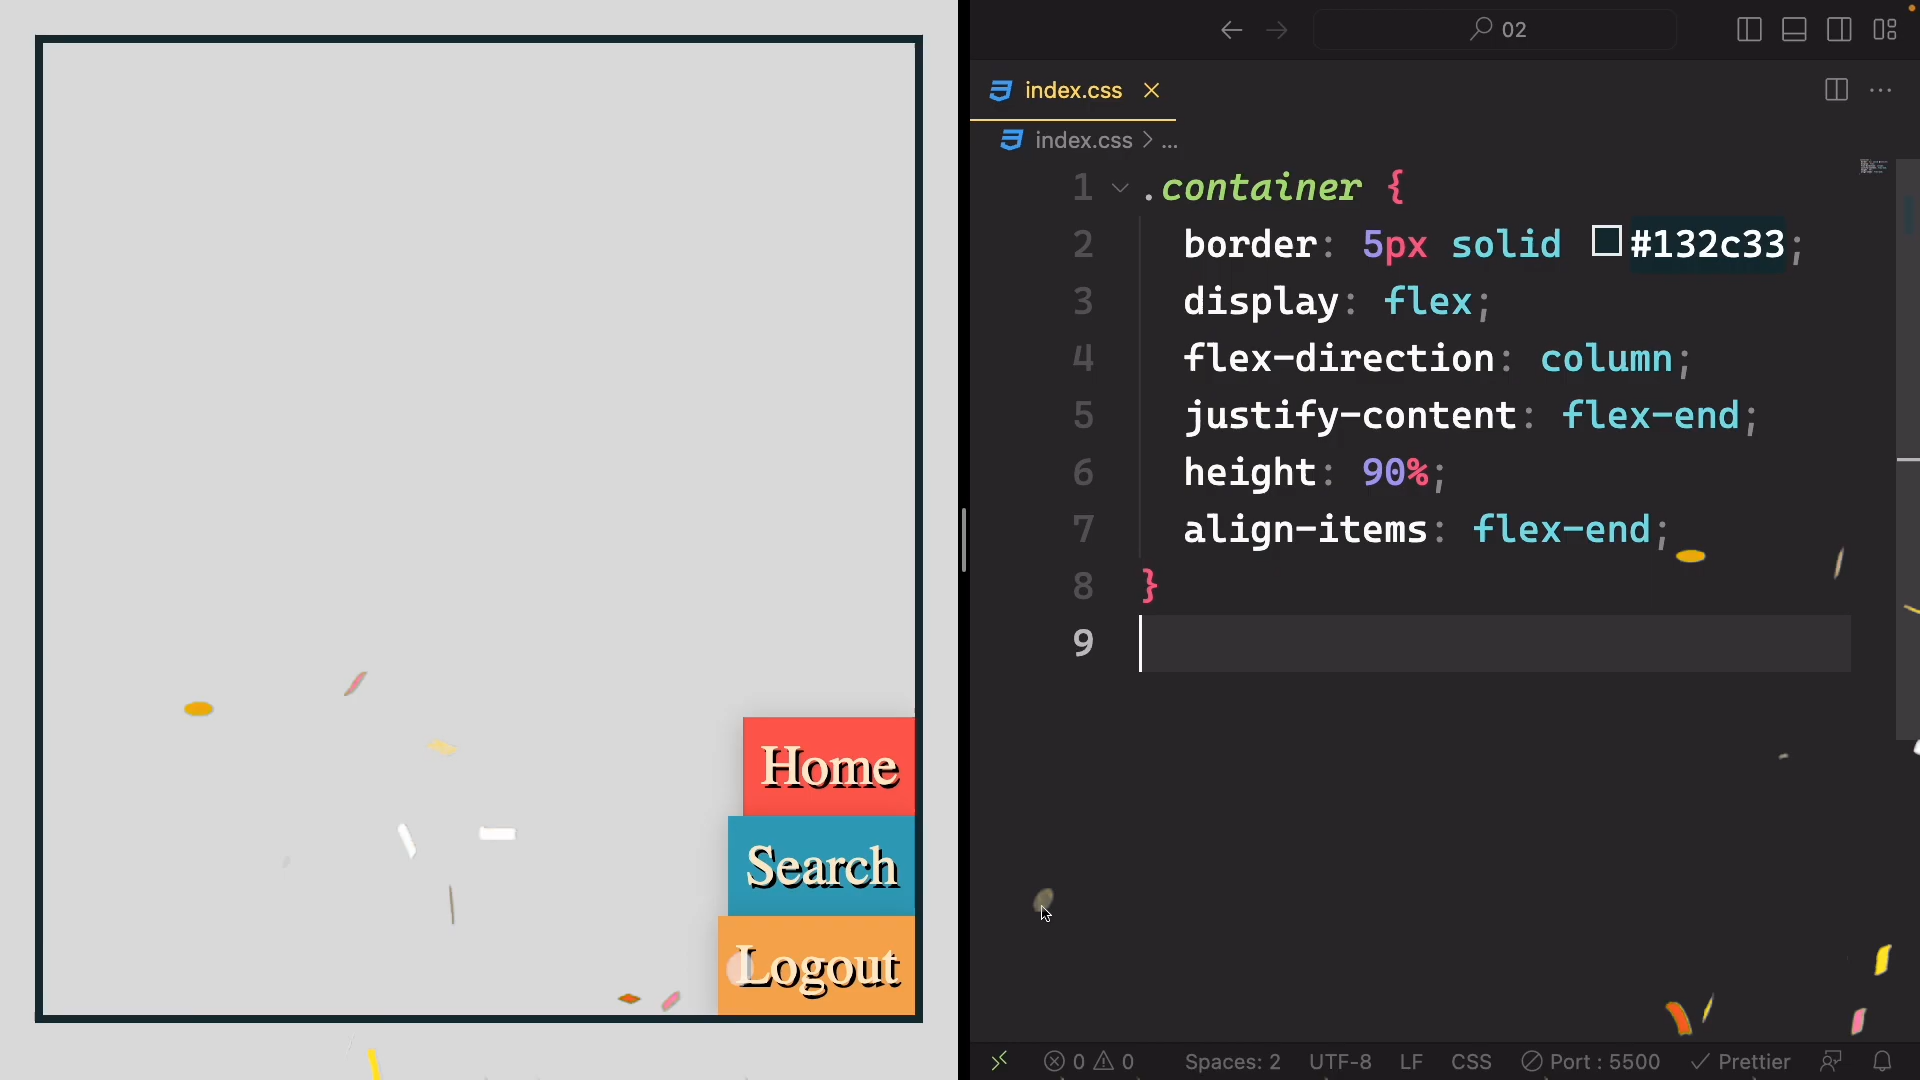 Home
Search
Logout
02
index.css
index.css > ...
1 .container {
2 border: 5px solid #132c33;
3 display: flex;
4 flex-direction: column;
5 justify-content: flex-end;
6 height: 90%;
7 align-items: flex-end;
8 }
9
0 0 Spaces: 2 UTF-8 LF CSS Port : 5500 Prettier